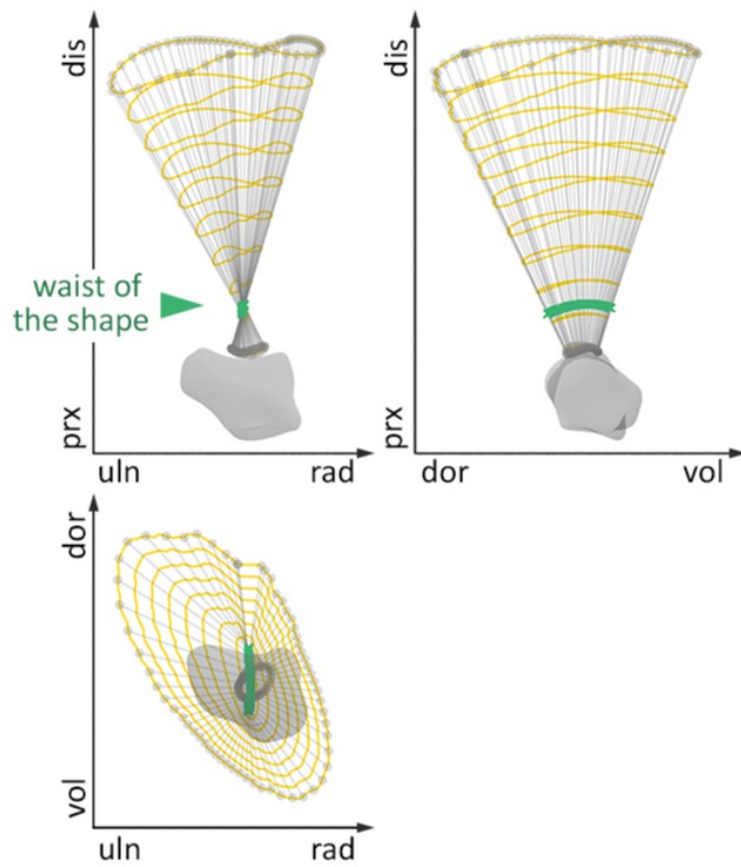 dis
dis
waist of
the shape
prx
prx
uln
rad
dor
vol
dor
vol
uln
rad